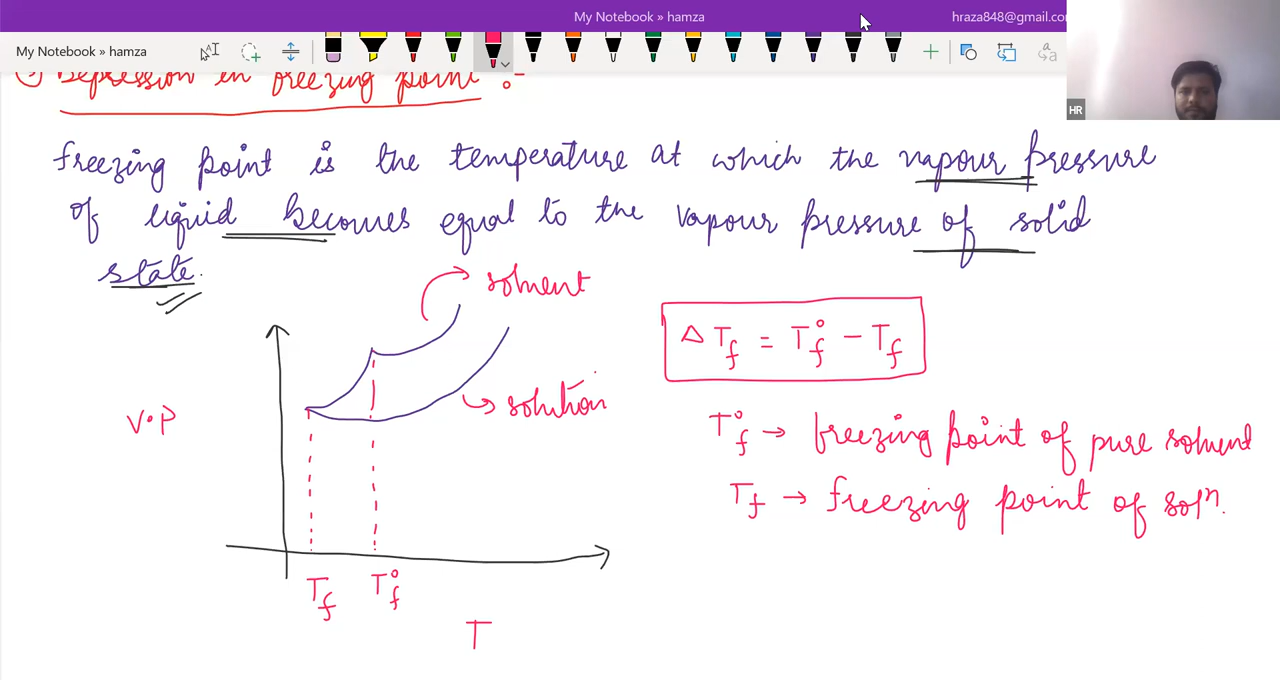 My Notebook » hamza
hraza848@gmail.co
My Notebook » hamza
HR
Depression in freezing point :-
freezing point is the temperature at which the vapour pressure
of liquid becomes equal to the vapour pressure of solid
state.
solvent
ΔTf = T°f - Tf
solution
V.P
T°f → freezing point of pure solvent
Tf → freezing point of solⁿ.
Tf T°f
T